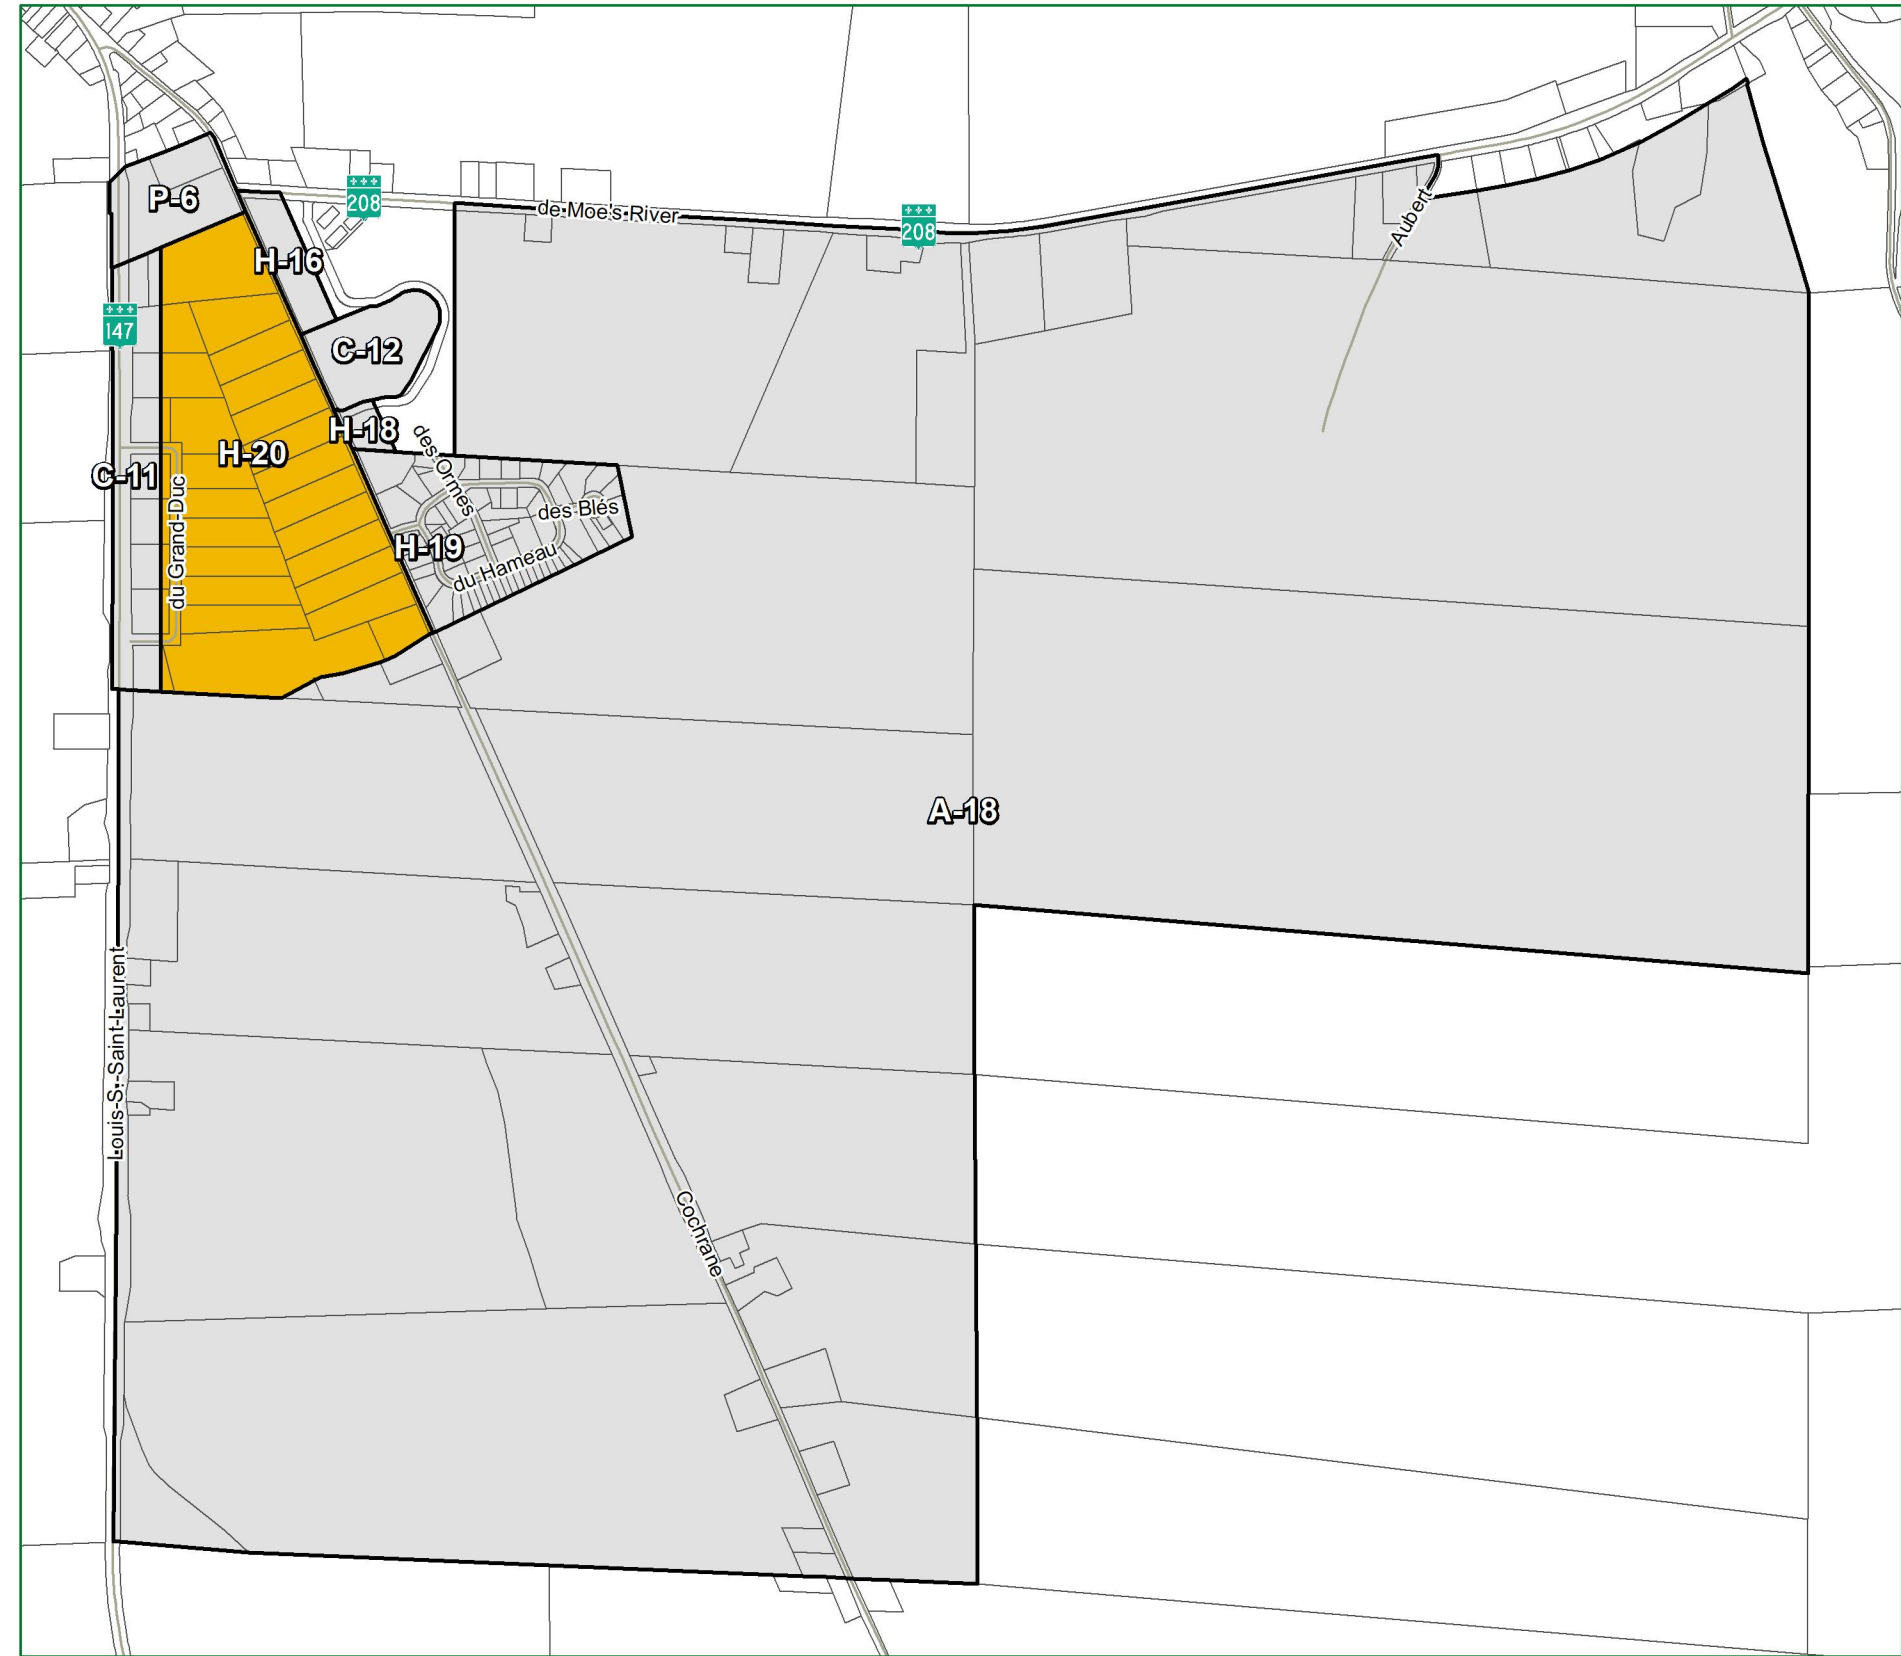 P-6
208
de Moe's River
208
Aubert
H-16
147
C-12
H-18
des Ormes
H-20
C-11
du Grand-Duc
des Blés
H-19
du Hameau
A-18
Louis-S.-Saint-Laurent
Cochrane